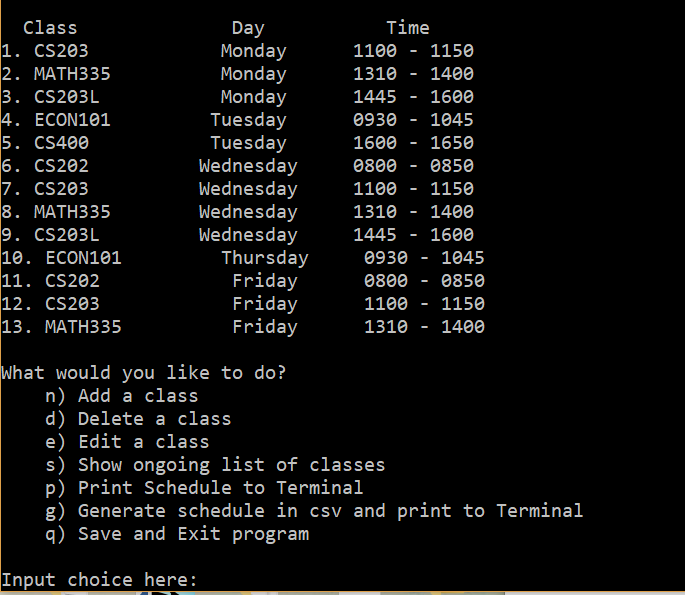 Class Day Time
1. CS203 Monday 1100 - 1150
2. MATH335 Monday 1310 - 1400
3. CS203L Monday 1445 - 1600
4. ECON101 Tuesday 0930 - 1045
5. CS400 Tuesday 1600 - 1650
6. CS202 Wednesday 0800 - 0850
7. CS203 Wednesday 1100 - 1150
8. MATH335 Wednesday 1310 - 1400
9. CS203L Wednesday 1445 - 1600
10. ECON101 Thursday 0930 - 1045
11. CS202 Friday 0800 - 0850
12. CS203 Friday 1100 - 1150
13. MATH335 Friday 1310 - 1400
What would you like to do?
n) Add a class
d) Delete a class
e) Edit a class
s) Show ongoing list of classes
p) Print Schedule to Terminal
g) Generate schedule in csv and print to Terminal
q) Save and Exit program
Input choice here: